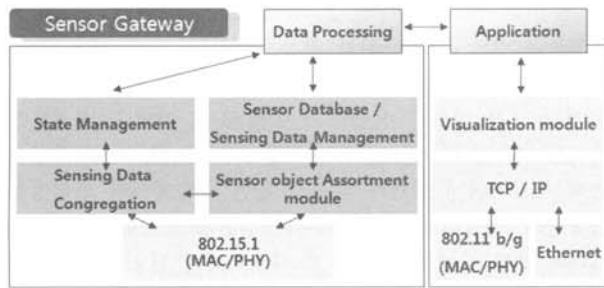 Sensor Gateway
Data Processing
Application
State Management
Sensor Database /
Sensing Data Management
Visualization module
Sensing Data
Congregation
Sensor object Assortment
module
TCP / IP
802.15.1
(MAC/PHY)
802.11 b/g
(MAC/PHY)
Ethernet